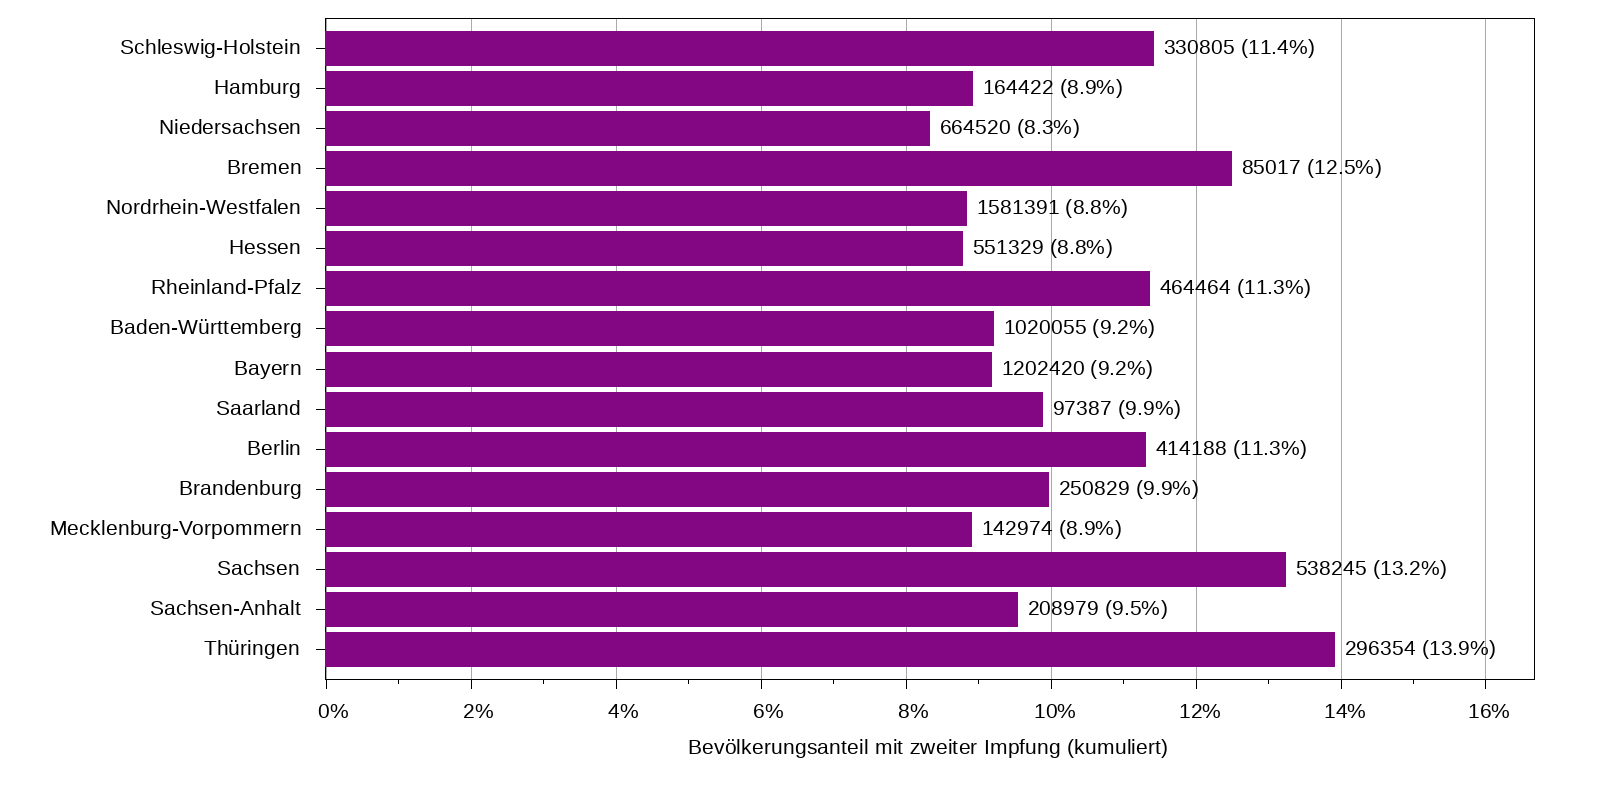 Schleswig-Holstein 330805 (11.4%)
Hamburg 164422 (8.9%)
Niedersachsen 664520 (8.3%)
Bremen 85017 (12.5%)
Nordrhein-Westfalen 1581391 (8.8%)
Hessen 551329 (8.8%)
Rheinland-Pfalz 464464 (11.3%)
Baden-Württemberg 1020055 (9.2%)
Bayern 1202420 (9.2%)
Saarland 97387 (9.9%)
Berlin 414188 (11.3%)
Brandenburg 250829 (9.9%)
Mecklenburg-Vorpommern 142974 (8.9%)
Sachsen 538245 (13.2%)
Sachsen-Anhalt 208979 (9.5%)
Thüringen 296354 (13.9%)
0% 2% 4% 6% 8% 10% 12% 14% 16%
Bevölkerungsanteil mit zweiter Impfung (kumuliert)